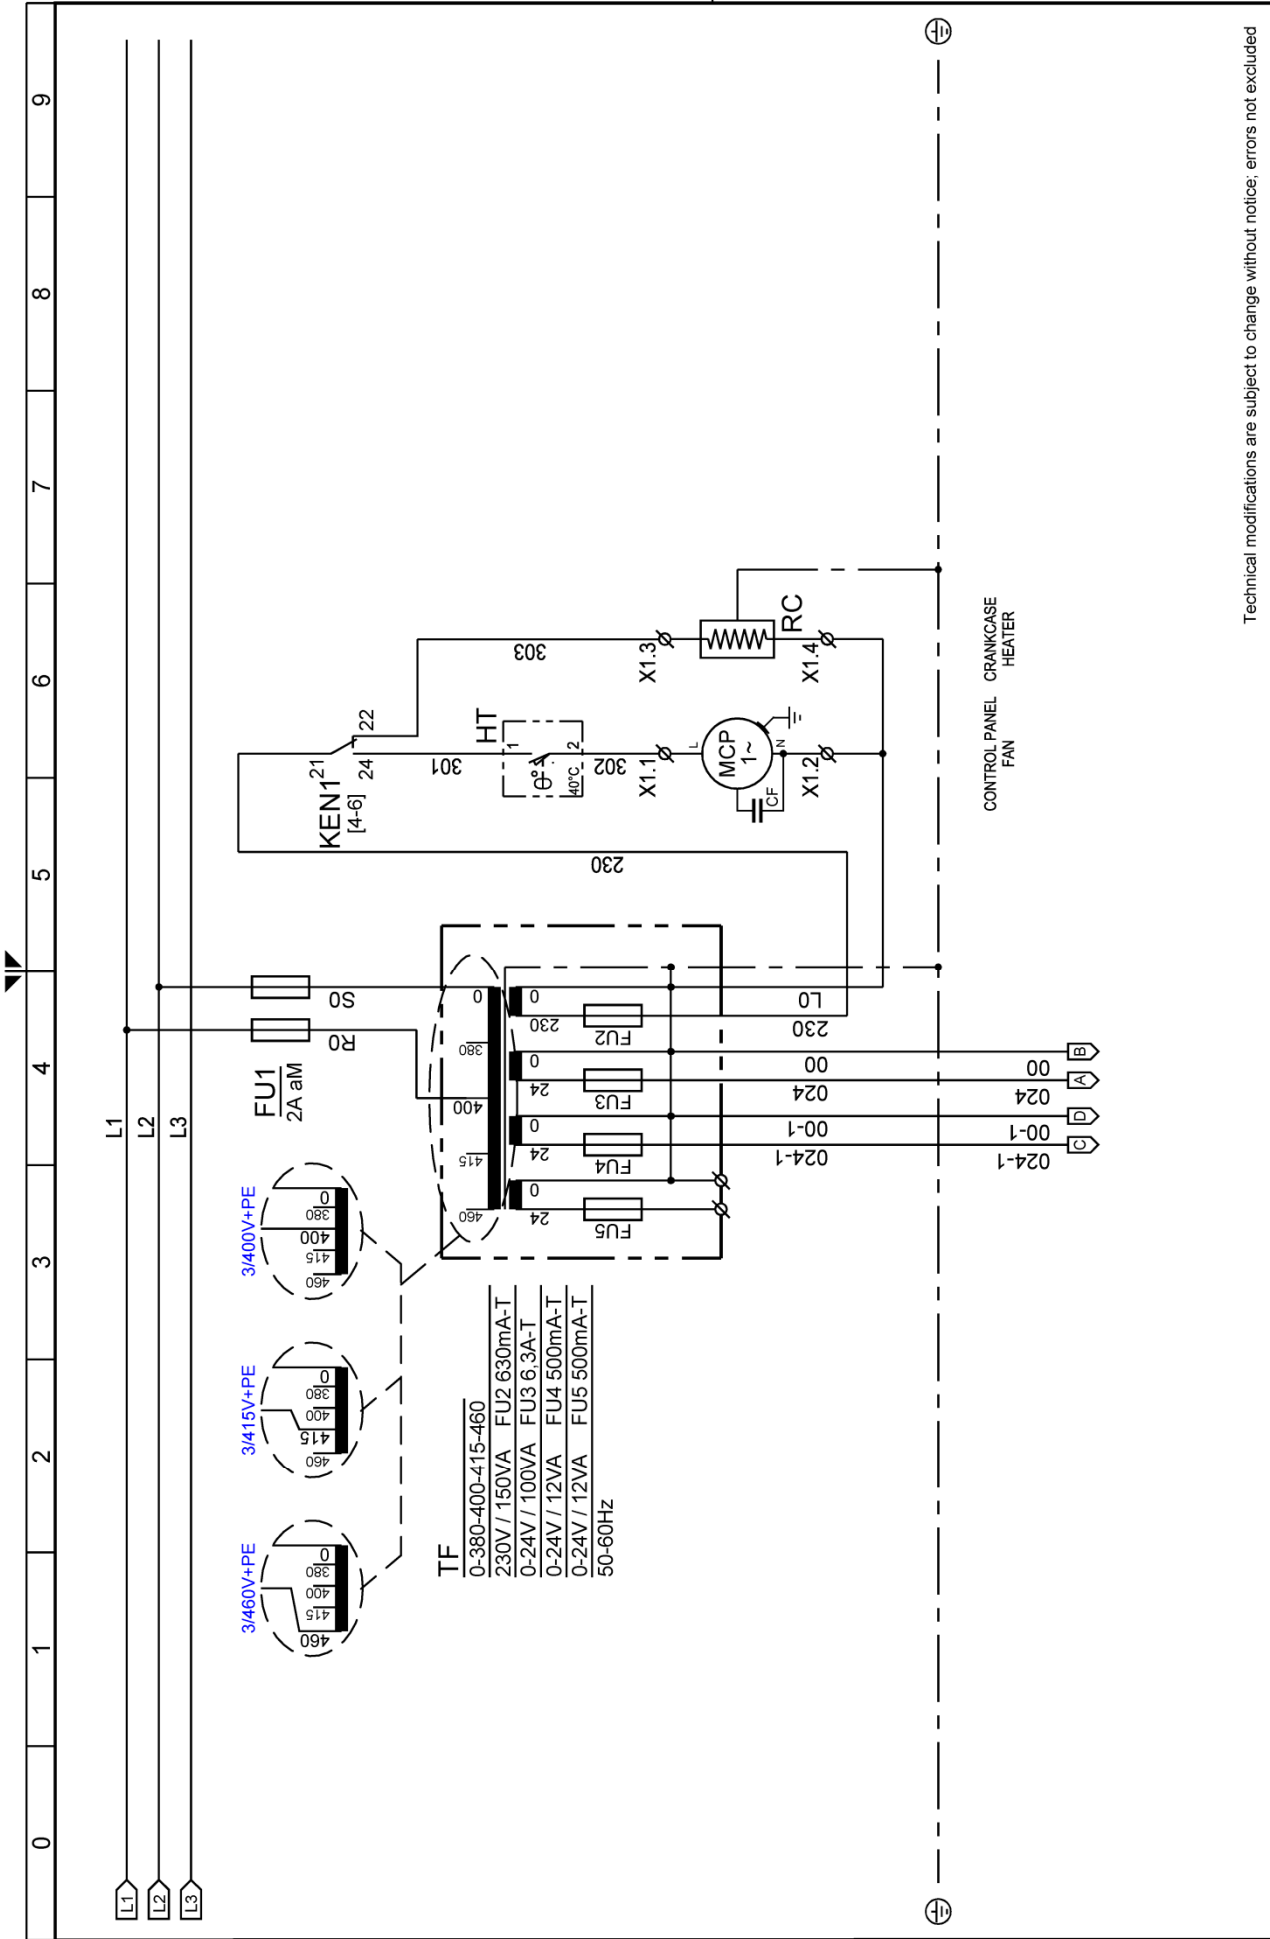 0 1 2 3 4 5 6 7 8 9
L1
L2
L3
L1
L2
L3
3/460V+PE
460 415 400 380 0
3/415V+PE
460 415 400 380 0
3/400V+PE
460 415 400 380 0
FU1
2A aM
R0
S0
TF
0-380-400-415-460
230V / 150VA FU2 630mA-T
0-24V / 100VA FU3 6,3A-T
0-24V / 12VA FU4 500mA-T
0-24V / 12VA FU5 500mA-T
50-60Hz
460 415 400 380 0
24 0 24 0 24 0 230 0
FU5
FU4
FU3
FU2
024-1
00-1
024
00
230
L0
024-1
00-1
024
00
C
D
A
B
230
KEN1
[4-6]
21
24
22
301
303
HT
1
θ°
40°C
2
302
X1.1
X1.3
L
MCP
1~
N
CF
RC
X1.2
X1.4
CONTROL PANEL
FAN
CRANKCASE
HEATER
Technical modifications are subject to change without notice; errors not excluded